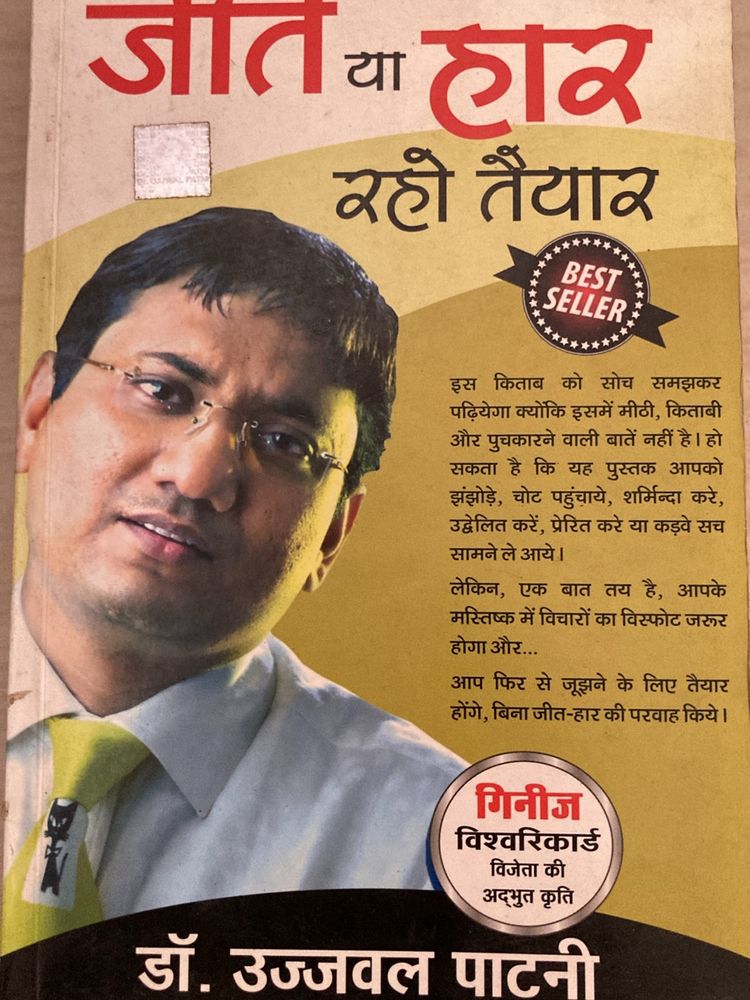 जीत या हार
रहो तैयार
BEST
SELLER
इस किताब को सोच समझकर
पढ़ियेगा क्योंकि इसमें मीठी, किताबी
और पुचकारने वाली बातें नहीं है। हो
सकता है कि यह पुस्तक आपको
झंझोड़े, चोट पहुंचाये, शर्मिन्दा करे,
उद्वेलित करें, प्रेरित करे या कड़वे सच
सामने ले आये।
लेकिन, एक बात तय है, आपके
मस्तिष्क में विचारों का विस्फोट जरूर
होगा और...
आप फिर से जूझने के लिए तैयार
होंगे, बिना जीत-हार की परवाह किये।
गिनीज
विश्वरिकार्ड
विजेता की
अद्भुत कृति
डॉ. उज्जवल पाटनी